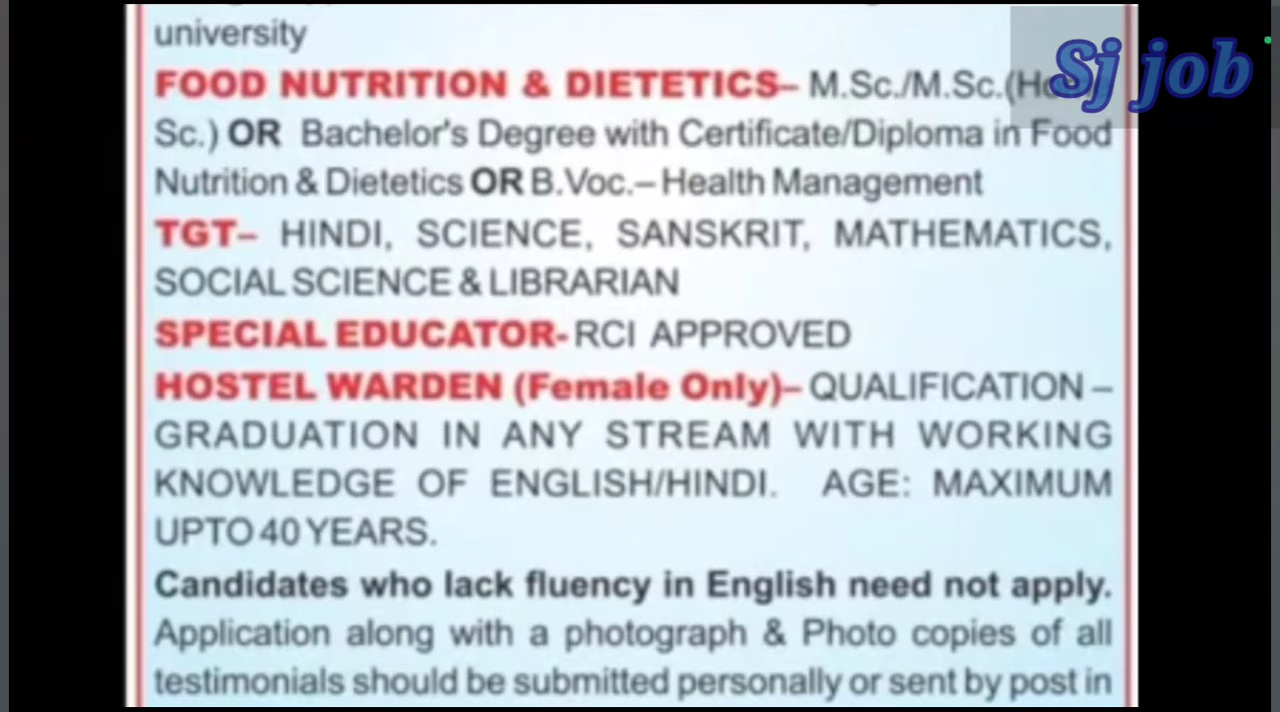 university
FOOD NUTRITION & DIETETICS– M.Sc./M.Sc.(Ho
Sc.) OR Bachelor's Degree with Certificate/Diploma in Food
Nutrition & Dietetics OR B.Voc.– Health Management
TGT– HINDI, SCIENCE, SANSKRIT, MATHEMATICS,
SOCIAL SCIENCE & LIBRARIAN
SPECIAL EDUCATOR- RCI APPROVED
HOSTEL WARDEN (Female Only)– QUALIFICATION –
GRADUATION IN ANY STREAM WITH WORKING
KNOWLEDGE OF ENGLISH/HINDI. AGE: MAXIMUM
UPTO 40 YEARS.
Candidates who lack fluency in English need not apply.
Application along with a photograph & Photo copies of all
testimonials should be submitted personally or sent by post in
Sj job